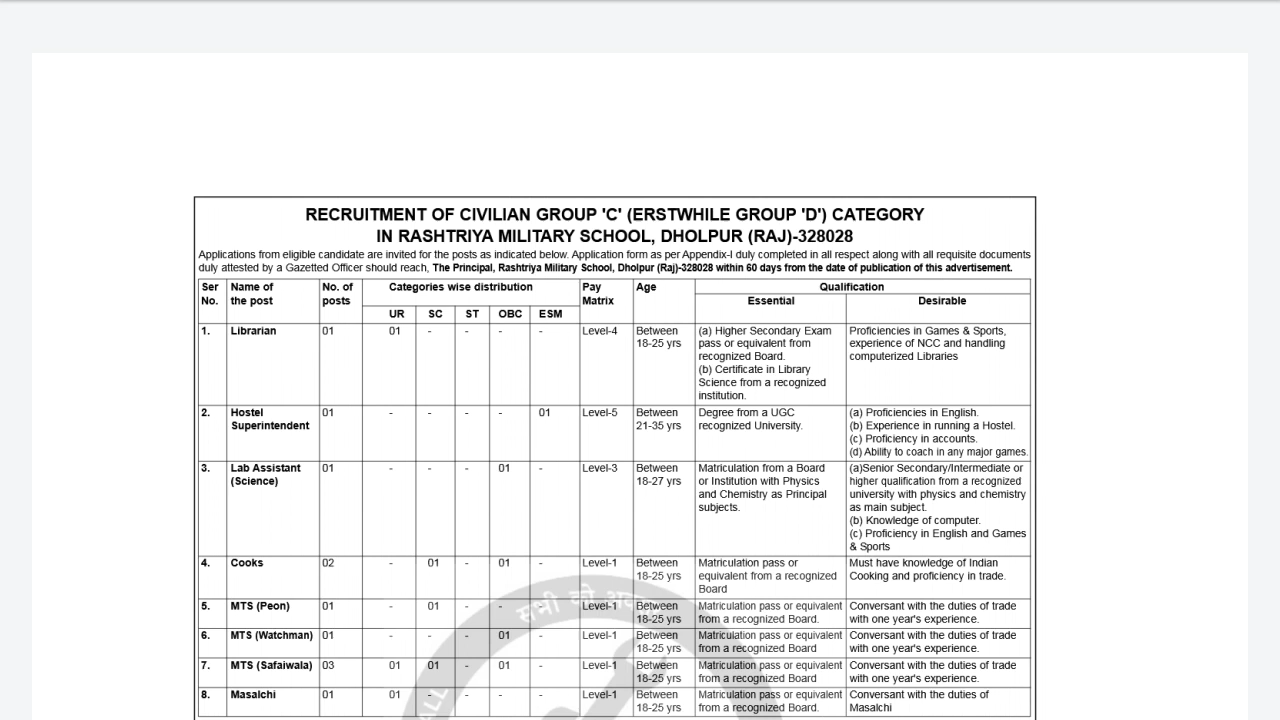 RECRUITMENT OF CIVILIAN GROUP 'C' (ERSTWHILE GROUP 'D') CATEGORY
IN RASHTRIYA MILITARY SCHOOL, DHOLPUR (RAJ)-328028
Applications from eligible candidate are invited for the posts as indicated below. Application form as per Appendix-I duly completed in all respect along with all requisite documents
duly attested by a Gazetted Officer should reach, The Principal, Rashtriya Military School, Dholpur (Raj)-328028 within 60 days from the date of publication of this advertisement.
Ser No. Name of the post No. of posts Categories wise distribution Pay Matrix Age Qualification
Essential Desirable
UR SC ST OBC ESM
1. Librarian 01 01 - - - - Level-4 Between (a) Higher Secondary Exam Proficiencies in Games & Sports,
18-25 yrs pass or equivalent from experience of NCC and handling
recognized Board. computerized Libraries
(b) Certificate in Library
Science from a recognized
institution.
2. Hostel 01 - - - - 01 Level-5 Between Degree from a UGC (a) Proficiencies in English.
Superintendent 21-35 yrs recognized University. (b) Experience in running a Hostel.
(c) Proficiency in accounts.
(d) Ability to coach in any major games.
3. Lab Assistant 01 - - - 01 - Level-3 Between Matriculation from a Board (a)Senior Secondary/Intermediate or
(Science) 18-27 yrs or Institution with Physics higher qualification from a recognized
and Chemistry as Principal university with physics and chemistry
subjects. as main subject.
(b) Knowledge of computer.
(c) Proficiency in English and Games
& Sports
4. Cooks 02 - 01 - 01 - Level-1 Between Matriculation pass or Must have knowledge of Indian
18-25 yrs equivalent from a recognized Cooking and proficiency in trade.
Board
5. MTS (Peon) 01 - 01 - - - Level-1 Between Matriculation pass or equivalent Conversant with the duties of trade
18-25 yrs from a recognized Board. with one year's experience.
6. MTS (Watchman) 01 - - - 01 - Level-1 Between Matriculation pass or equivalent Conversant with the duties of trade
18-25 yrs from a recognized Board with one year's experience.
7. MTS (Safaiwala) 03 01 01 - 01 - Level-1 Between Matriculation pass or equivalent Conversant with the duties of trade
18-25 yrs from a recognized Board with one year's experience.
8. Masalchi 01 01 - - - - Level-1 Between Matriculation pass or equivalent Conversant with the duties of
18-25 yrs from a recognized Board. Masalchi
सभी को
ALL